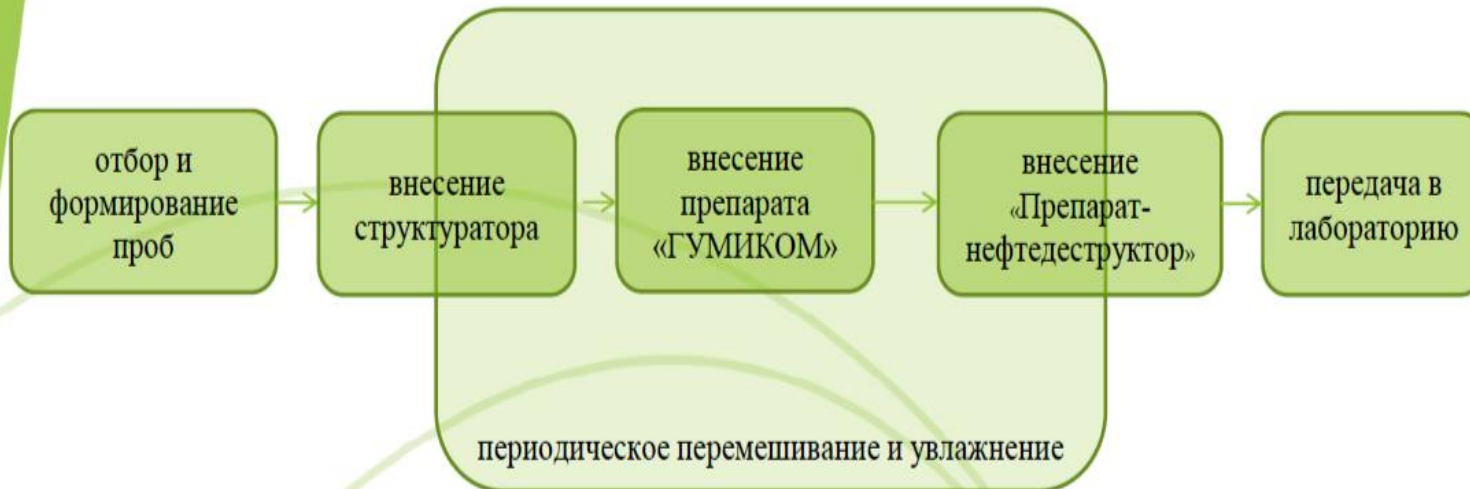 отбор и
формирование
проб
внесение
структуратора
внесение
препарата
«ГУМИКОМ»
внесение
«Препарат-
нефтедеструктор»
передача в
лабораторию
периодическое перемешивание и увлажнение